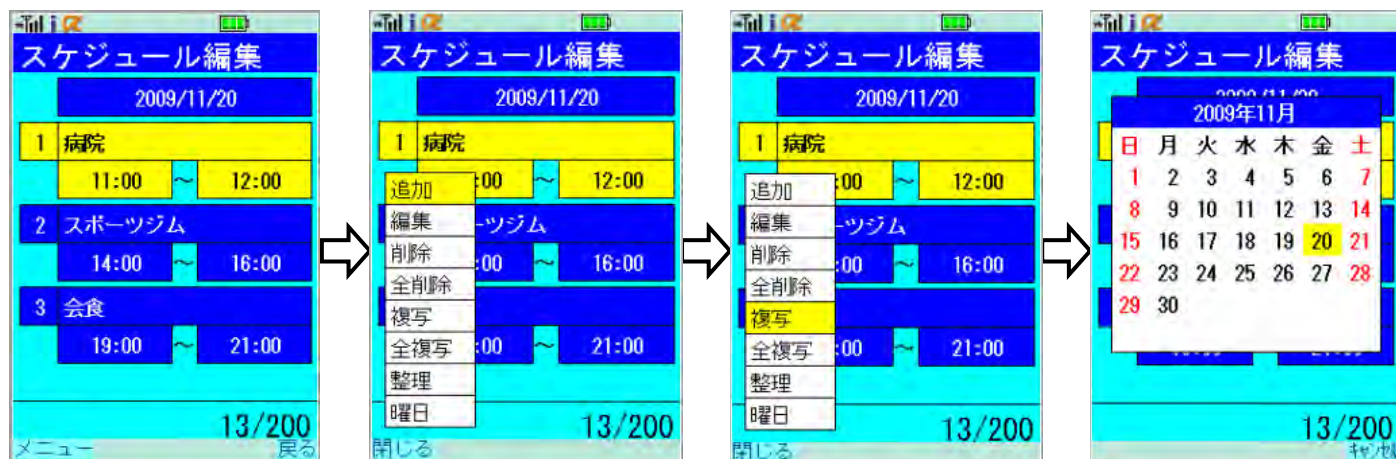 スケジュール編集
2009/11/20
1 病院
11:00 ~ 12:00
2 スポーツジム
14:00 ~ 16:00
3 会食
19:00 ~ 21:00
13/200
メニュー 戻る
スケジュール編集
2009/11/20
1 病院
:00 ~ 12:00
ーツジム
:00 ~ 16:00
:00 ~ 21:00
追加
編集
削除
全削除
複写
全複写
整理
曜日
13/200
閉じる
スケジュール編集
2009/11/20
1 病院
:00 ~ 12:00
ーツジム
:00 ~ 16:00
:00 ~ 21:00
追加
編集
削除
全削除
複写
全複写
整理
曜日
13/200
閉じる
スケジュール編集
2009年11月
日 月 火 水 木 金 土
1 2 3 4 5 6 7
8 9 10 11 12 13 14
15 16 17 18 19 20 21
22 23 24 25 26 27 28
29 30
13/200
キャンセル